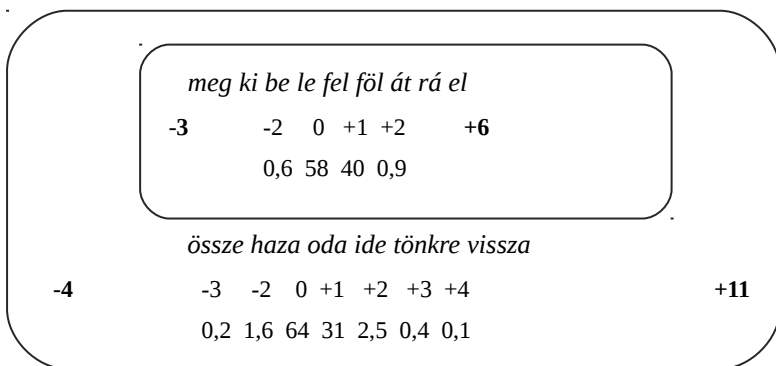 meg ki be le fel föl át rá el
-3 -2 0 +1 +2 +6
0,6 58 40 0,9
össze haza oda ide tönkre vissza
-4 -3 -2 0 +1 +2 +3 +4 +11
0,2 1,6 64 31 2,5 0,4 0,1